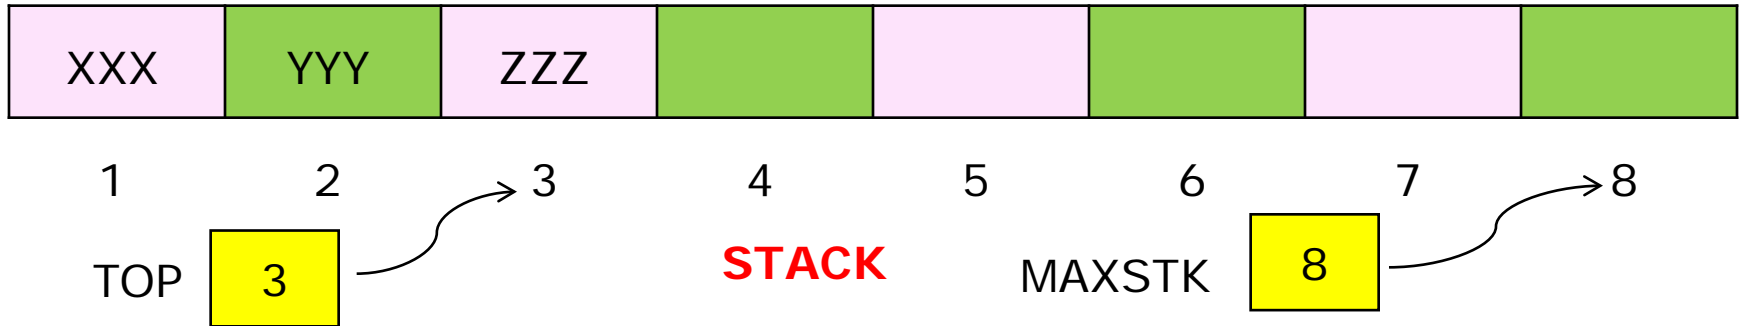 XXX YYY ZZZ
1 2 3 4 5 6 7 8
TOP 3 STACK MAXSTK 8